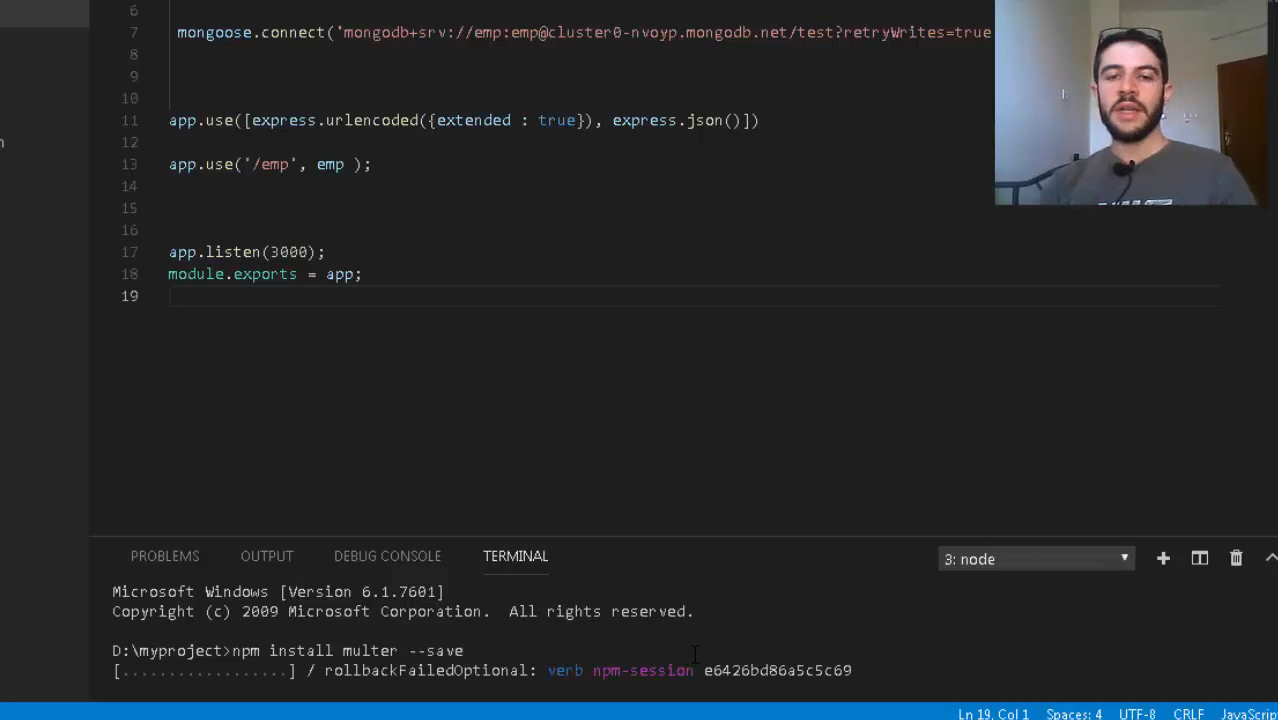 6
7 mongoose.connect('mongodb+srv://emp:emp@cluster0-nvoyp.mongodb.net/test?retryWrites=true
8
9
10
11 app.use([express.urlencoded({extended : true}), express.json()])
12
13 app.use('/emp', emp );
14
15
16
17 app.listen(3000);
18 module.exports = app;
19
PROBLEMS OUTPUT DEBUG CONSOLE TERMINAL 3: node
Microsoft Windows [Version 6.1.7601]
Copyright (c) 2009 Microsoft Corporation. All rights reserved.
D:\myproject>npm install multer --save
[..................] / rollbackFailedOptional: verb npm-session e6426bd86a5c5c69
Ln 19, Col 1 Spaces: 4 UTF-8 CRLF JavaScript